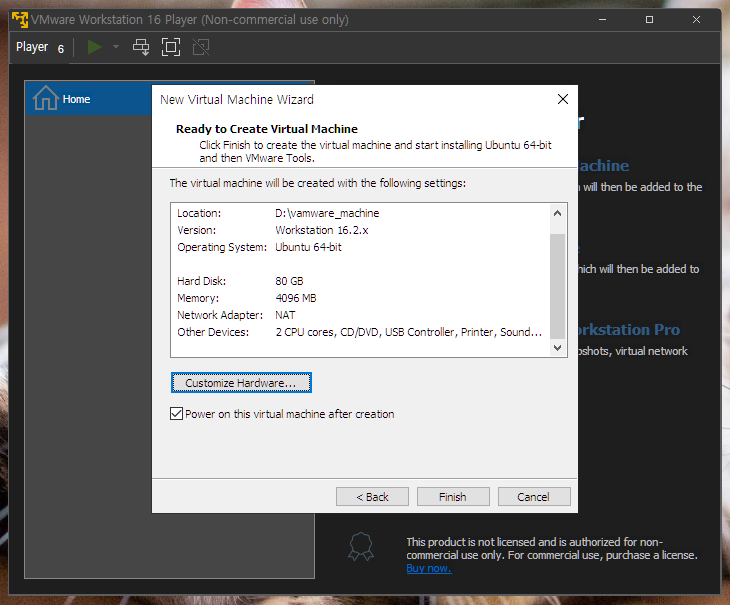 VMware Workstation 16 Player (Non-commercial use only)
Player 6
Home
New Virtual Machine Wizard
Ready to Create Virtual Machine
Click Finish to create the virtual machine and start installing Ubuntu 64-bit
and then VMware Tools.
The virtual machine will be created with the following settings:
Location: D:\vamware_machine
Version: Workstation 16.2.x
Operating System: Ubuntu 64-bit
Hard Disk: 80 GB
Memory: 4096 MB
Network Adapter: NAT
Other Devices: 2 CPU cores, CD/DVD, USB Controller, Printer, Sound...
Customize Hardware...
Power on this virtual machine after creation
< Back Finish Cancel
r
achine
will then be added to the
hich will then be added to
orkstation Pro
pshots, virtual network
This product is not licensed and is authorized for non-
commercial use only. For commercial use, purchase a license.
Buy now.